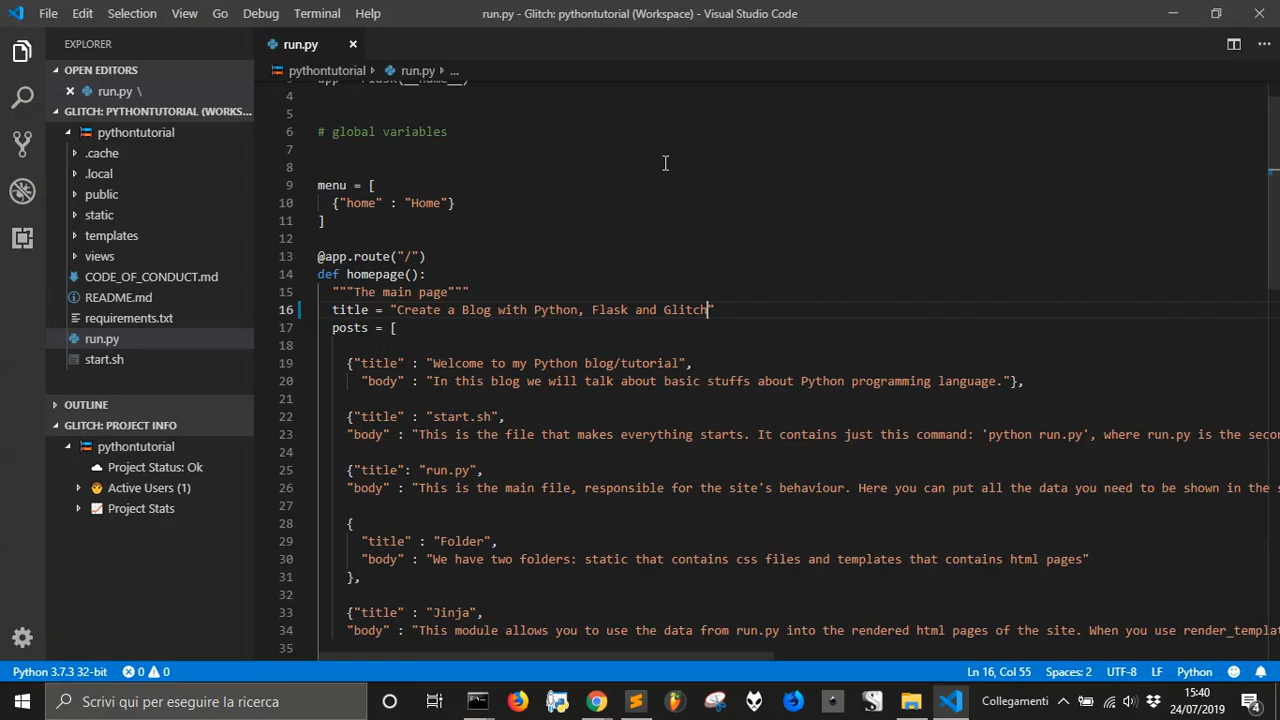 File Edit Selection View Go Debug Terminal Help run.py - Glitch: pythontutorial (Workspace) - Visual Studio Code
EXPLORER
OPEN EDITORS
run.py \
GLITCH: PYTHONTUTORIAL (WORKS...
pythontutorial
.cache
.local
public
static
templates
views
CODE_OF_CONDUCT.md
README.md
requirements.txt
run.py
start.sh
OUTLINE
GLITCH: PROJECT INFO
pythontutorial
Project Status: Ok
Active Users (1)
Project Stats
run.py
pythontutorial run.py ...
4
5
6 # global variables
7
8
9 menu = [
10 {"home" : "Home"}
11 ]
12
13 @app.route("/")
14 def homepage():
15 """The main page"""
16 title = "Create a Blog with Python, Flask and Glitch"
17 posts = [
18
19 {"title" : "Welcome to my Python blog/tutorial",
20 "body" : "In this blog we will talk about basic stuffs about Python programming language."},
21
22 {"title" : "start.sh",
23 "body" : "This is the file that makes everything starts. It contains just this command: 'python run.py', where run.py is the secon
24
25 {"title": "run.py",
26 "body" : "This is the main file, responsible for the site's behaviour. Here you can put all the data you need to be shown in the s
27
28 {
29 "title" : "Folder",
30 "body" : "We have two folders: static that contains css files and templates that contains html pages"
31 },
32
33 {"title" : "Jinja",
34 "body" : "This module allows you to use the data from run.py into the rendered html pages of the site. When you use render_templat
35
Python 3.7.3 32-bit 0 0 Ln 16, Col 55 Spaces: 2 UTF-8 LF Python
Scrivi qui per eseguire la ricerca
Collegamenti
15:40
24/07/2019
4